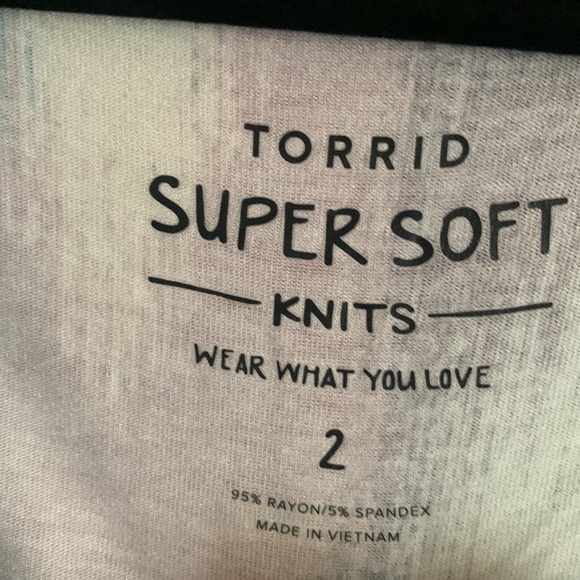 TORRID
SUPER SOFT
KNITS
WEAR WHAT YOU LOVE
2
95% RAYON/5% SPANDEX
MADE IN VIETNAM